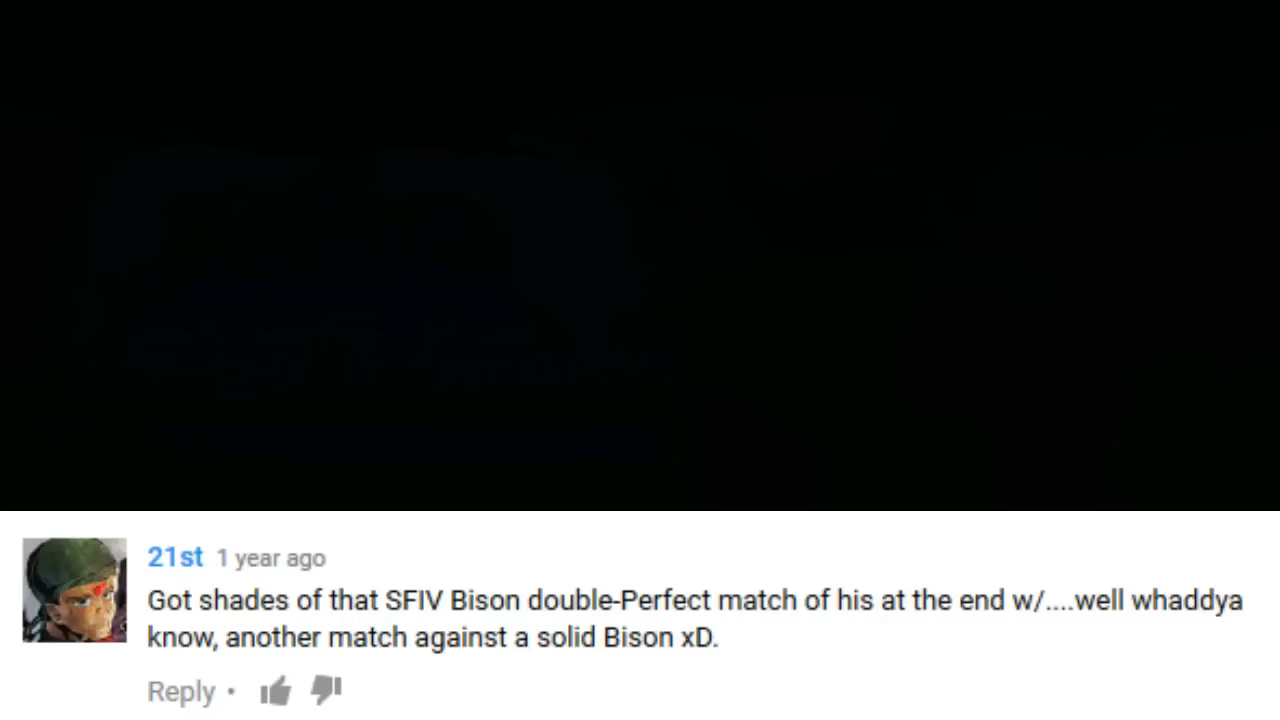 21st 1 year ago
Got shades of that SFIV Bison double-Perfect match of his at the end w/....well whaddya
know, another match against a solid Bison xD.
Reply •